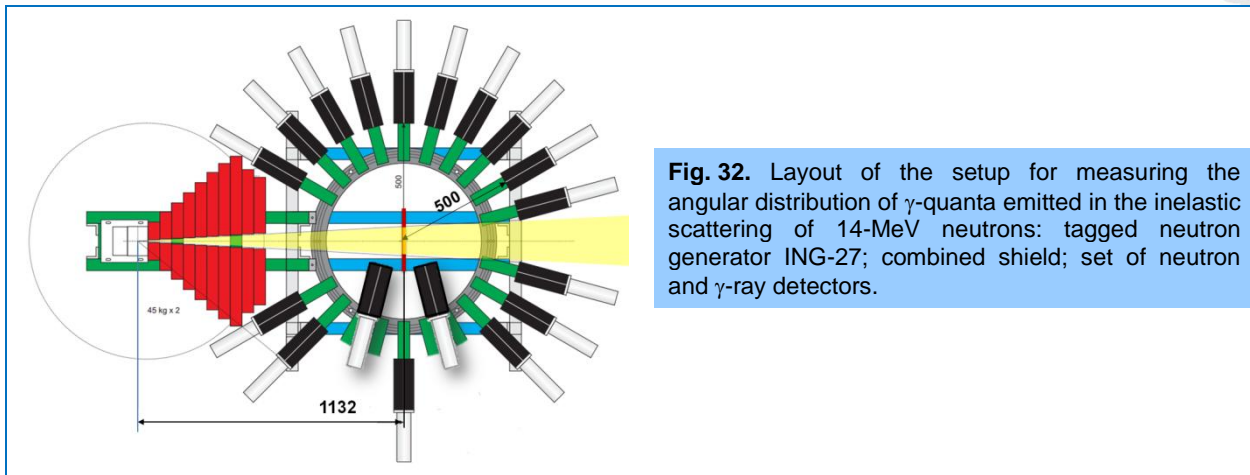 500
500
45 kg x 2
1132
Fig. 32. Layout of the setup for measuring the
angular distribution of γ-quanta emitted in the inelastic
scattering of 14-MeV neutrons: tagged neutron
generator ING-27; combined shield; set of neutron
and γ-ray detectors.